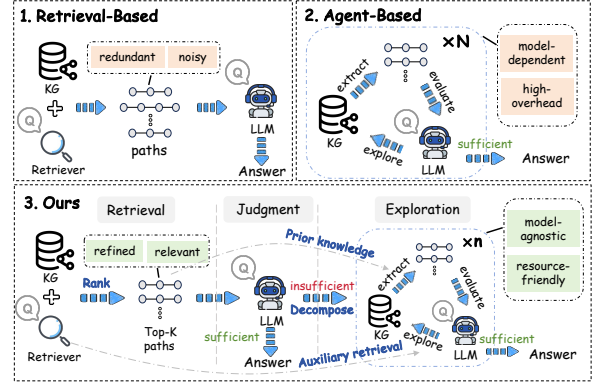 1. Retrieval-Based
redundant
noisy
KG
Q
Q
Retriever
paths
LLM
Answer
2. Agent-Based
×N
model-
dependent
high-
overhead
extract
evaluate
explore
KG
Q
LLM
sufficient
Answer
3. Ours
Retrieval
Judgment
Exploration
refined
relevant
KG
Rank
Q
Retriever
Top-K
paths
Prior knowledge
Q
LLM
insufficient
Decompose
sufficient
Answer
Auxiliary retrieval
×n
extract
evaluate
explore
KG
Q
LLM
sufficient
Answer
model-
agnostic
resource-
friendly